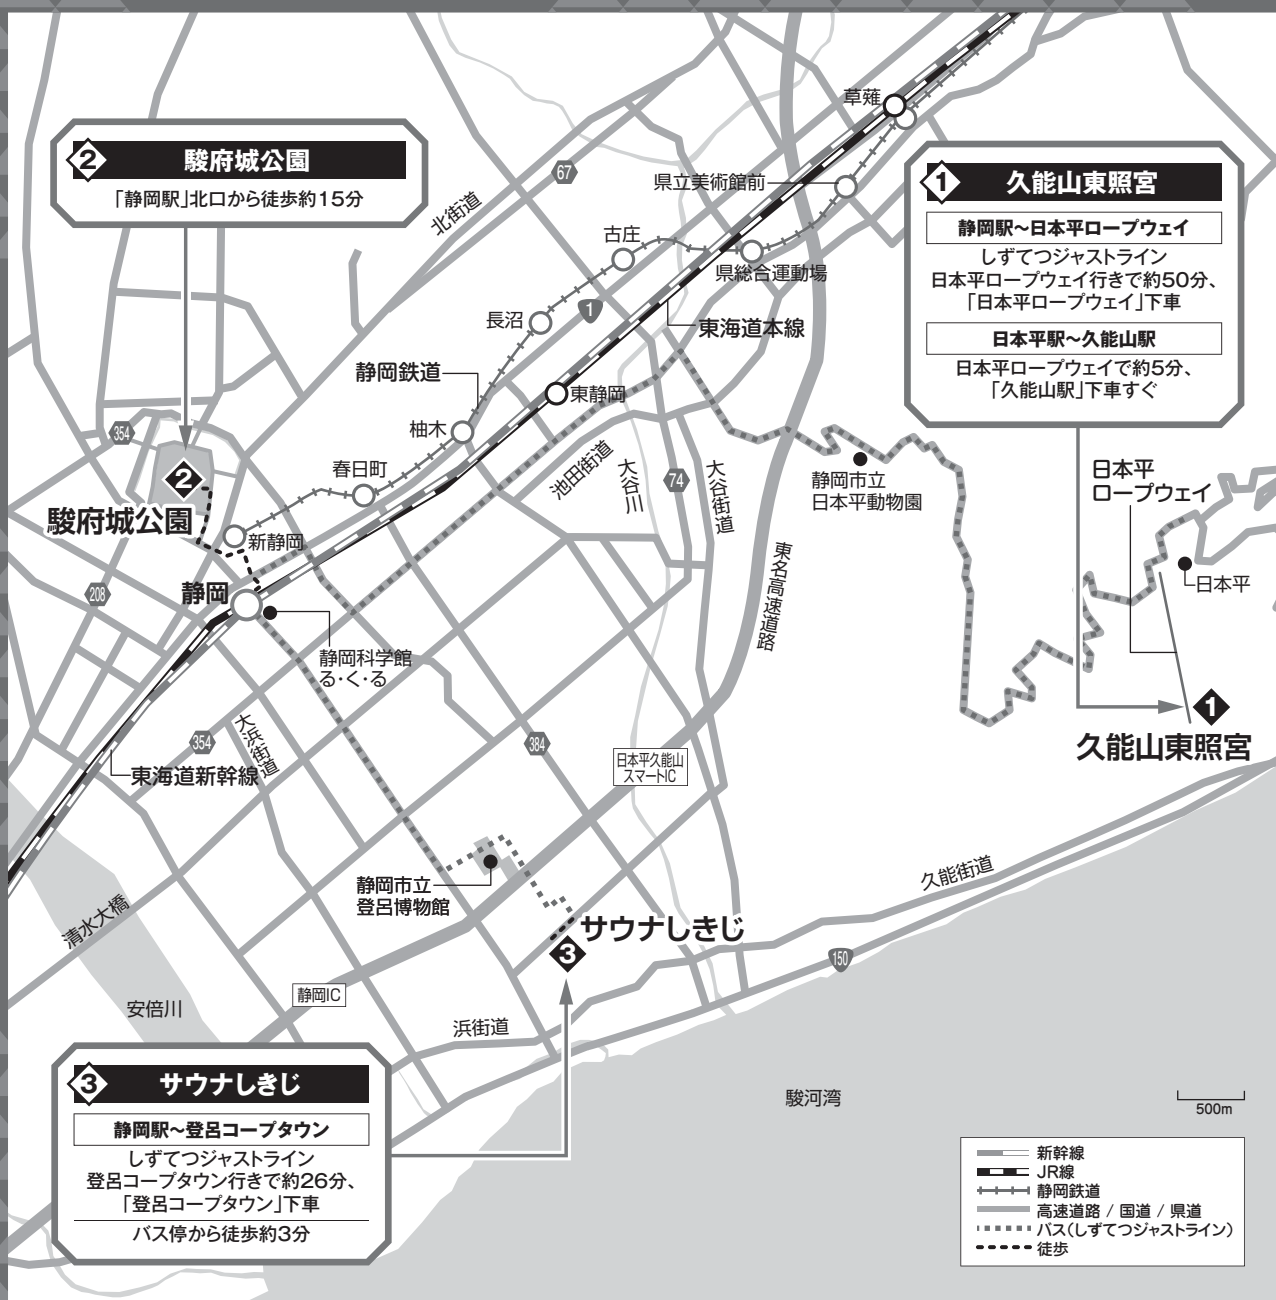 2 駿府城公園
「静岡駅」北口から徒歩約15分
1 久能山東照宮
静岡駅～日本平ロープウェイ
しずてつジャストライン
日本平ロープウェイ行きで約50分、
「日本平ロープウェイ」下車
日本平駅～久能山駅
日本平ロープウェイで約5分、
「久能山駅」下車すぐ
草薙
県立美術館前
67
北街道
古庄
県総合運動場
1
長沼
東海道本線
静岡鉄道
東静岡
柚木
354
春日町
池田街道
大谷川
74
大谷街道
静岡市立
日本平動物園
日本平
ロープウェイ
2
駿府城公園
新静岡
東名高速道路
208
静岡
日本平
静岡科学館
る・く・る
1
久能山東照宮
354
大浜街道
384
日本平久能山
スマートIC
東海道新幹線
静岡市立
登呂博物館
久能街道
清水大橋
サウナしきじ
3
150
静岡IC
安倍川
浜街道
3 サウナしきじ
静岡駅～登呂コープタウン
しずてつジャストライン
登呂コープタウン行きで約26分、
「登呂コープタウン」下車
バス停から徒歩約3分
駿河湾
500m
新幹線
JR線
静岡鉄道
高速道路 / 国道 / 県道
バス(しずてつジャストライン)
徒歩